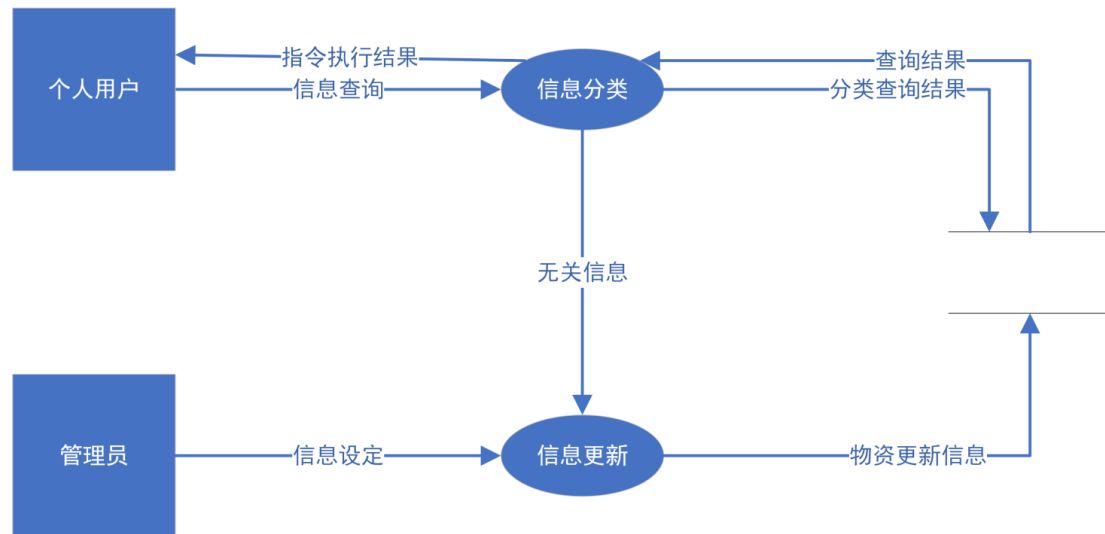 指令执行结果
查询结果
个人用户
信息查询
信息分类
分类查询结果
无关信息
管理员
信息设定
信息更新
物资更新信息